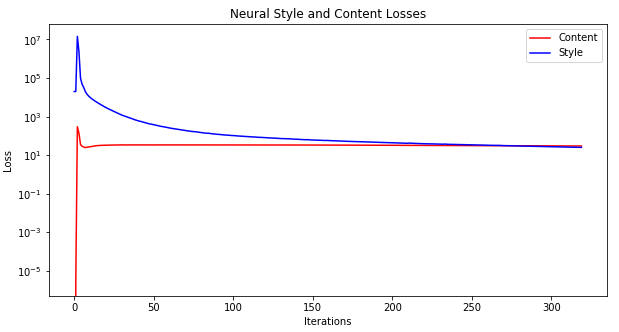 Neural Style and Content Losses
Content
Style
Loss
10^7
10^5
10^3
10^1
10^−1
10^−3
10^−5
0 50 100 150 200 250 300
Iterations